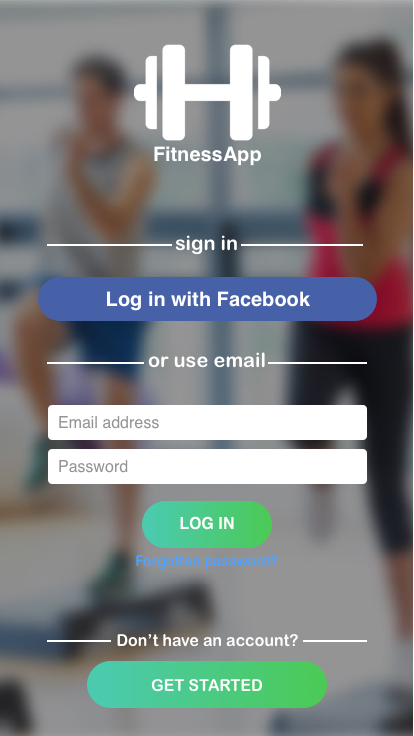 FitnessApp
sign in
Log in with Facebook
or use email
Email address
Password
LOG IN
Forgotten password?
Don't have an account?
GET STARTED